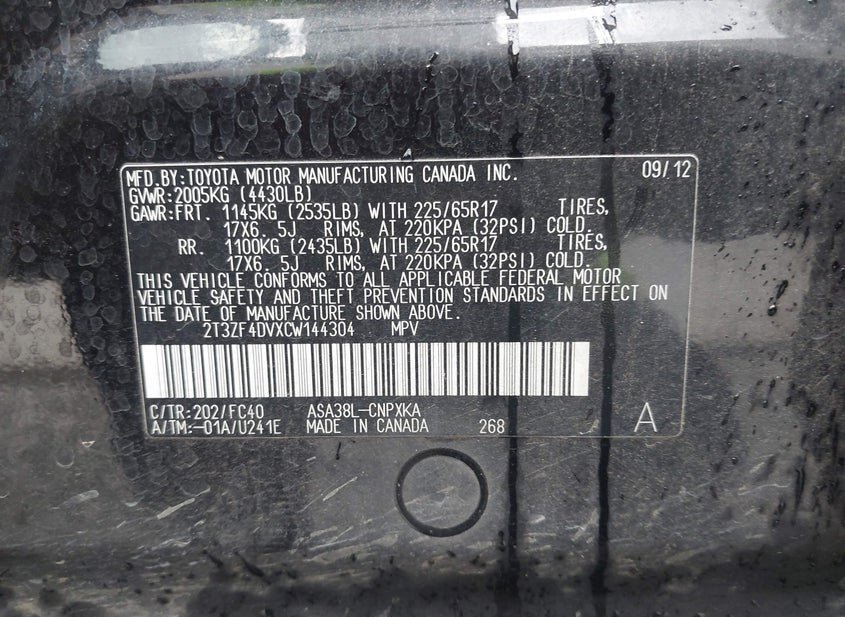 MFD.BY:TOYOTA MOTOR MANUFACTURING CANADA INC. 09/12
GVWR:2005KG (4430LB)
GAWR:FRT. 1145KG (2535LB) WITH 225/65R17 TIRES,
17X6.5J RIMS, AT 220KPA (32PSI) COLD.
RR. 1100KG (2435LB) WITH 225/65R17 TIRES,
17X6.5J RIMS, AT 220KPA (32PSI) COLD.
THIS VEHICLE CONFORMS TO ALL APPLICABLE FEDERAL MOTOR
VEHICLE SAFETY AND THEFT PREVENTION STANDARDS IN EFFECT ON
THE DATE OF MANUFACTURE SHOWN ABOVE.
2T3ZF4DVXCW144304 MPV
C/TR:202/FC40 ASA38L-CNPXKA
A/TM:-01A/U241E MADE IN CANADA 268 A